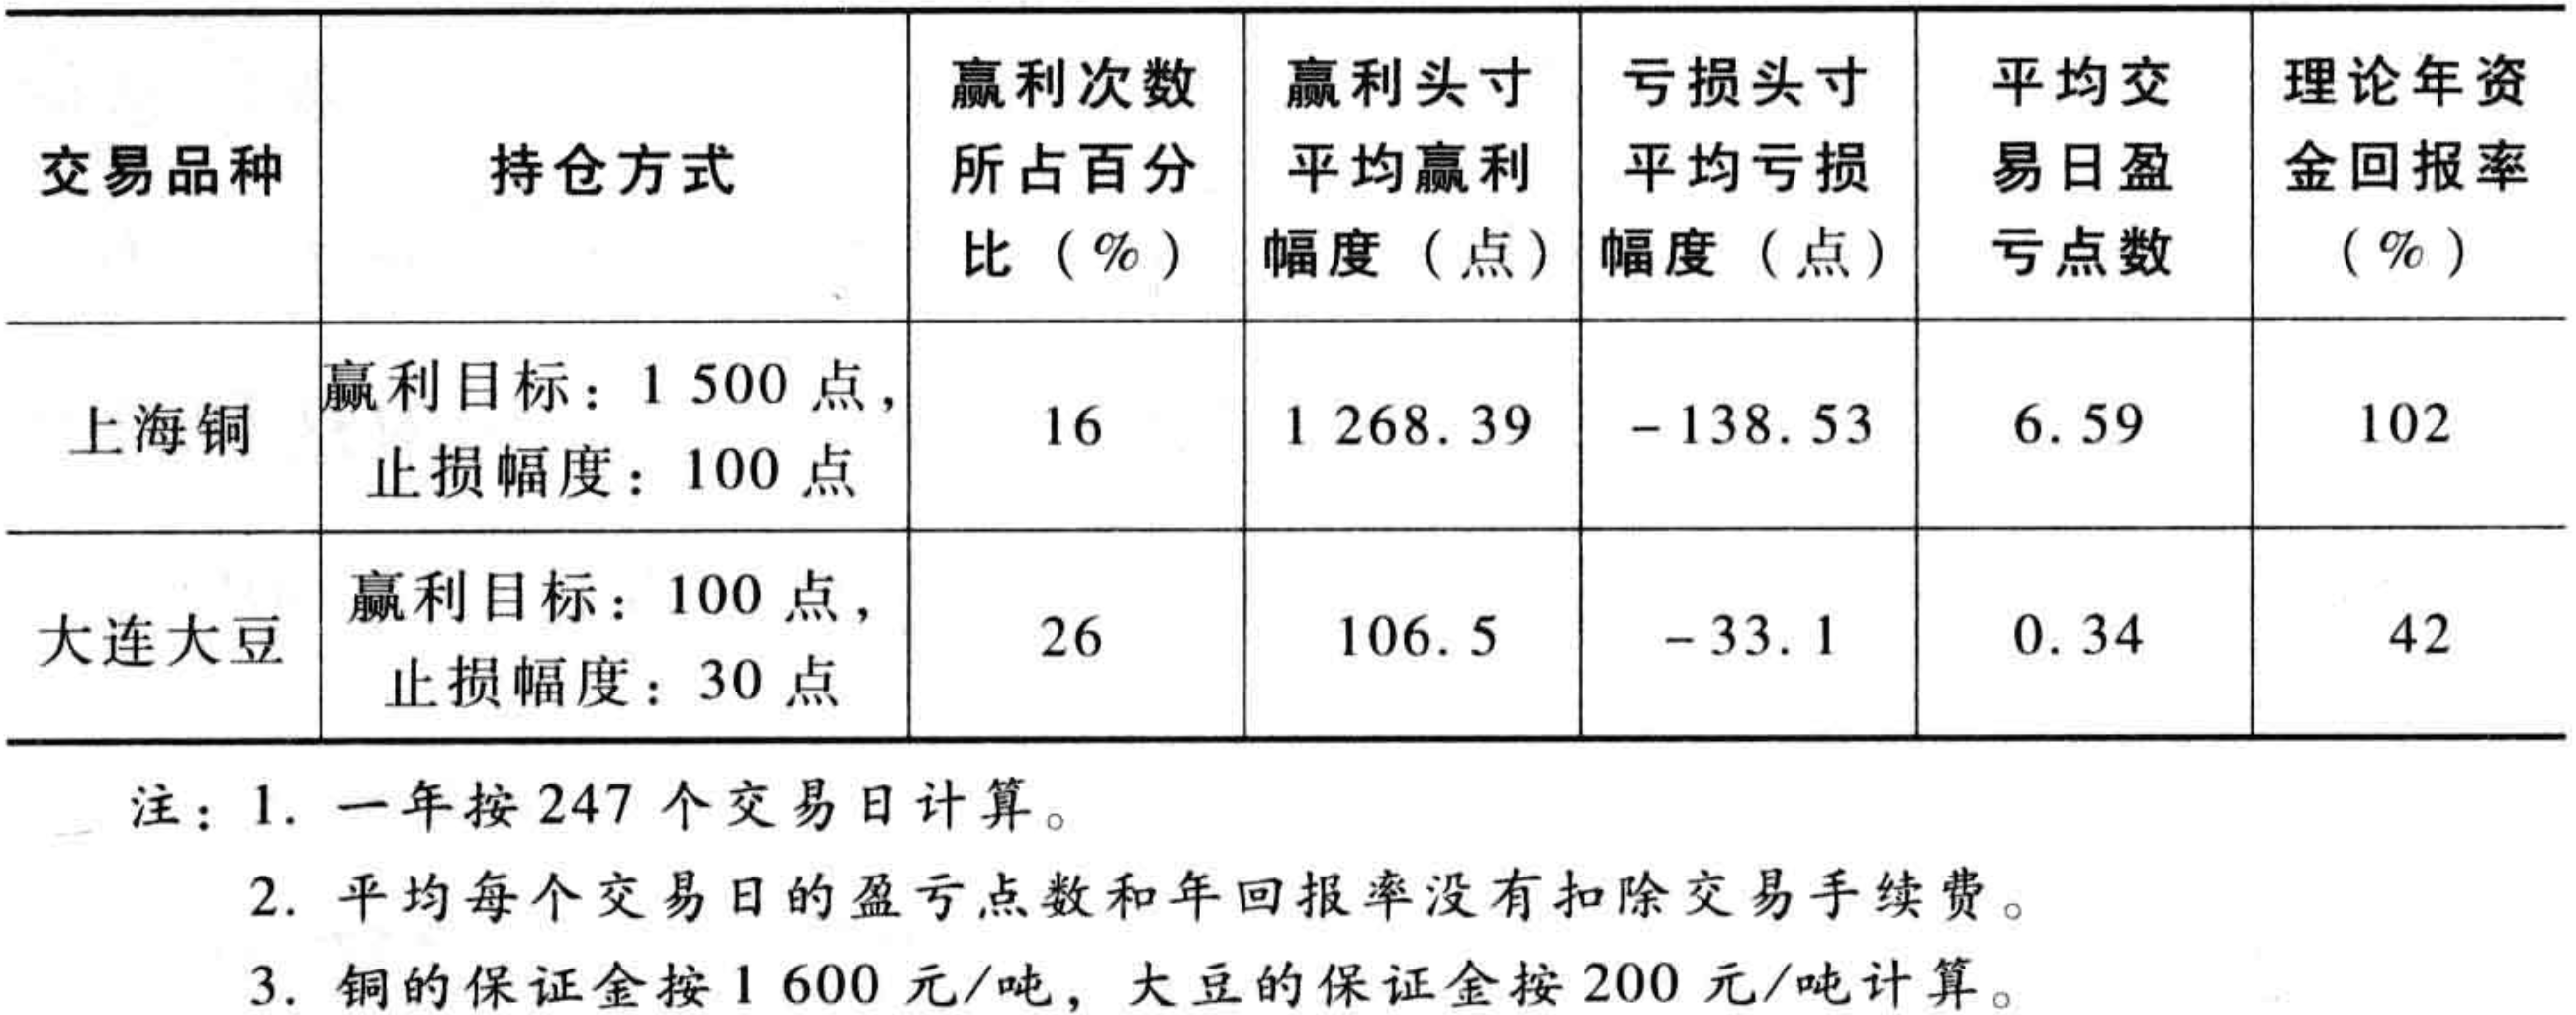 交易品种
持仓方式
赢利次数
所占百分
比（%）
赢利头寸
平均赢利
幅度（点）
亏损头寸
平均亏损
幅度（点）
平均交
易日盈
亏点数
理论年资
金回报率
（%）
上海铜
赢利目标：1 500 点，
止损幅度：100 点
16
1 268.39
-138.53
6.59
102
大连大豆
赢利目标：100 点，
止损幅度：30 点
26
106.5
-33.1
0.34
42
注：1. 一年按 247 个交易日计算。
2. 平均每个交易日的盈亏点数和年回报率没有扣除交易手续费。
3. 铜的保证金按 1 600 元/吨，大豆的保证金按 200 元/吨计算。